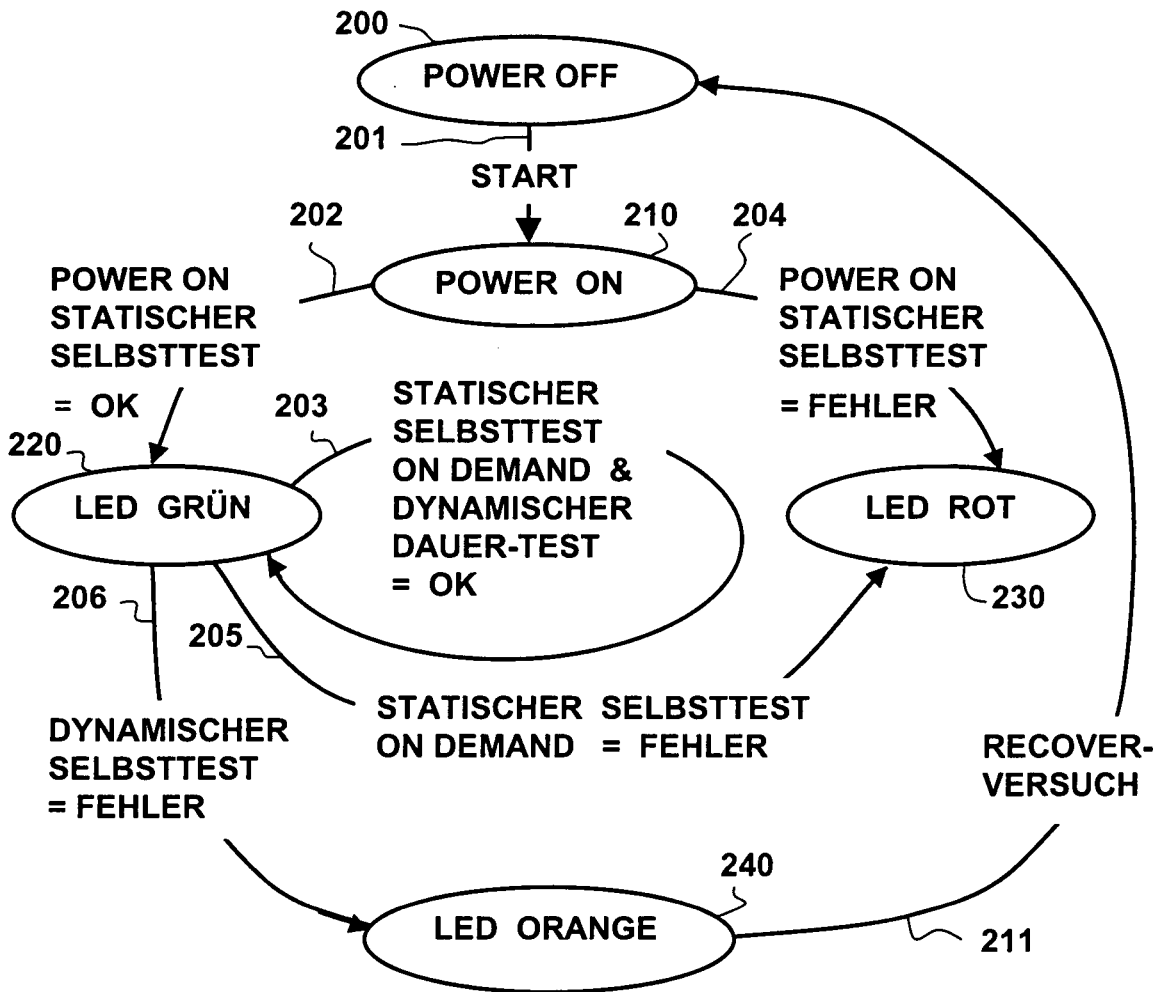 200
POWER OFF
201
START
202
210
204
POWER ON
POWER ON
STATISCHER
SELBSTTEST
= OK
POWER ON
STATISCHER
SELBSTTEST
= FEHLER
203
STATISCHER
SELBSTTEST
ON DEMAND &
DYNAMISCHER
DAUER-TEST
= OK
220
LED GRÜN
LED ROT
206
205
230
STATISCHER SELBSTTEST
ON DEMAND = FEHLER
DYNAMISCHER
SELBSTTEST
= FEHLER
RECOVER-
VERSUCH
240
LED ORANGE
211